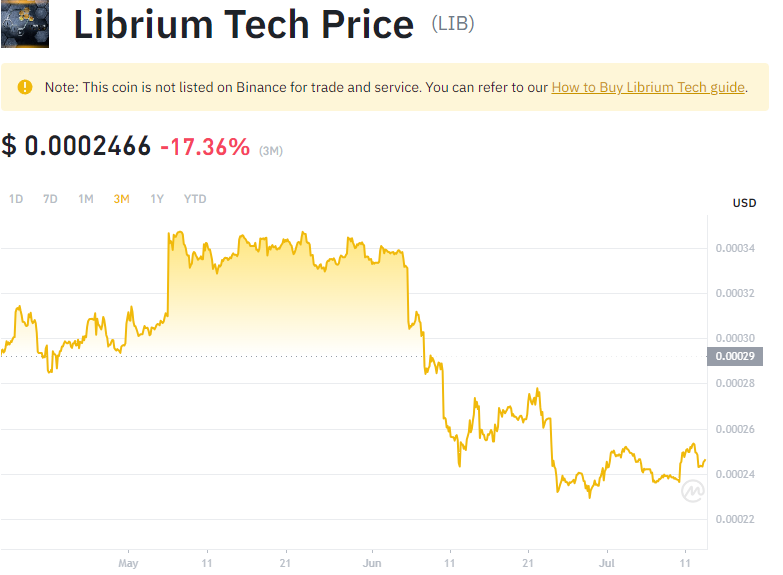 Librium Tech Price (LIB)
Note: This coin is not listed on Binance for trade and service. You can refer to our How to Buy Librium Tech guide.
$ 0.0002466 -17.36% (3M)
1D 7D 1M 3M 1Y YTD
USD
0.00034
0.00032
0.00030
0.00029
0.00028
0.00026
0.00024
0.00022
May 11 21 Jun 11 21 Jul 11